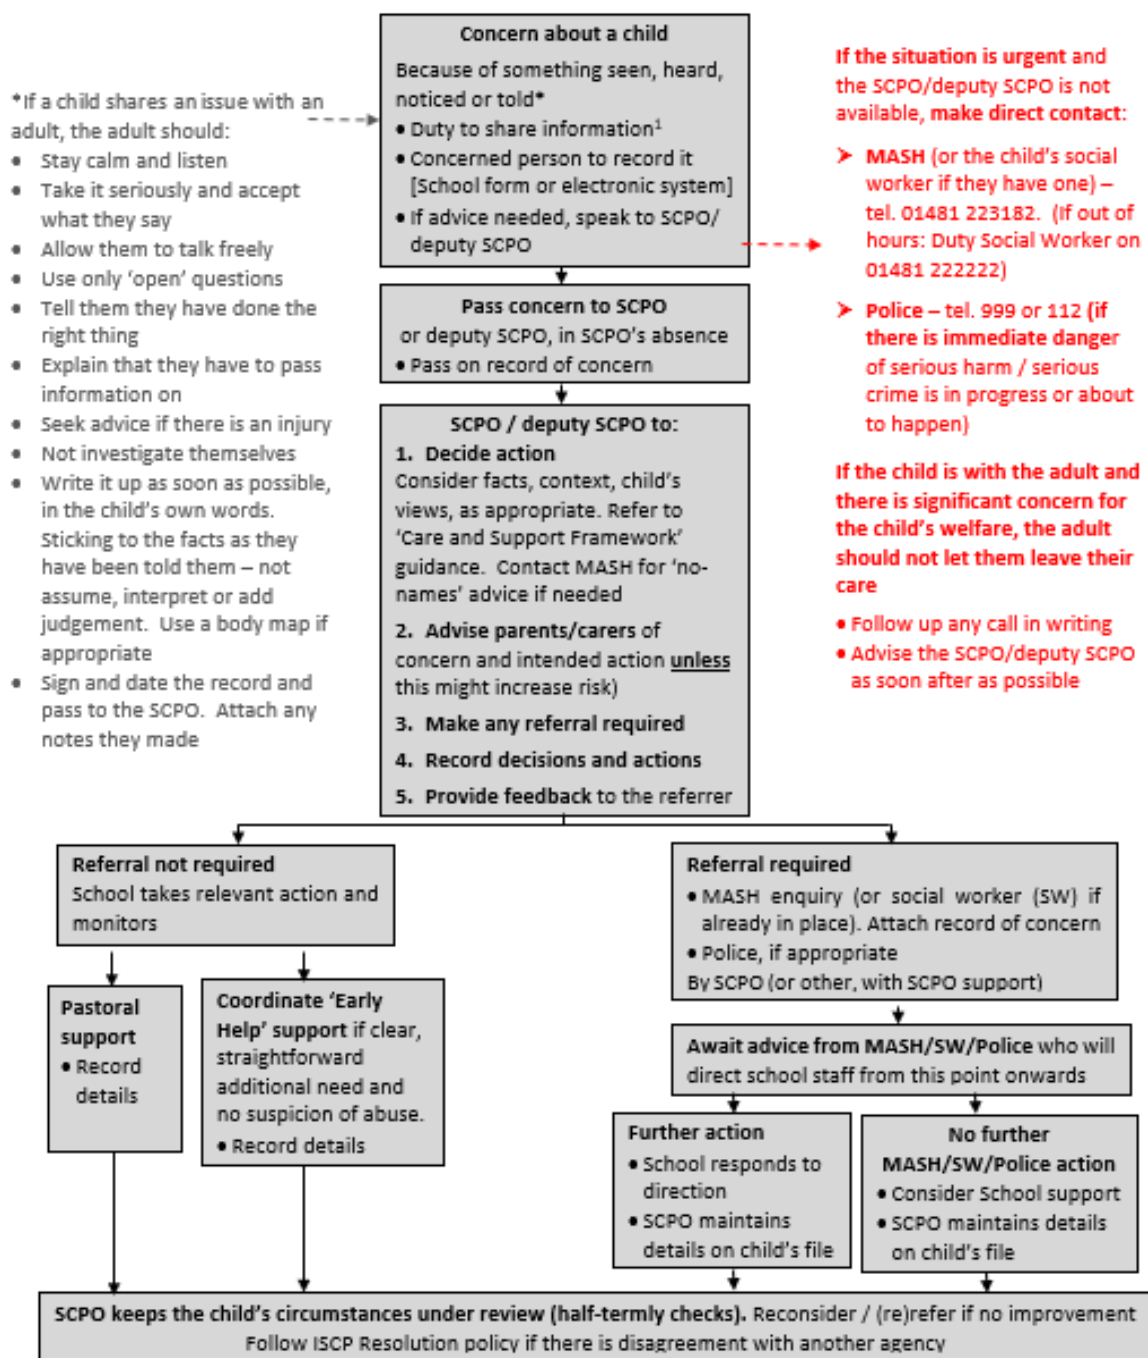 Concern about a child
Because of something seen, heard,
noticed or told*
• Duty to share information¹
• Concerned person to record it
[School form or electronic system]
• If advice needed, speak to SCPO/
deputy SCPO
*If a child shares an issue with an
adult, the adult should:
• Stay calm and listen
• Take it seriously and accept
what they say
• Allow them to talk freely
• Use only ‘open’ questions
• Tell them they have done the
right thing
• Explain that they have to pass
information on
• Seek advice if there is an injury
• Not investigate themselves
• Write it up as soon as possible,
in the child’s own words.
Sticking to the facts as they
have been told them – not
assume, interpret or add
judgement.  Use a body map if
appropriate
• Sign and date the record and
pass to the SCPO.  Attach any
notes they made
If the situation is urgent and
the SCPO/deputy SCPO is not
available, make direct contact:
➤ MASH (or the child’s social
worker if they have one) –
tel. 01481 223182.  (If out of
hours: Duty Social Worker on
01481 222222)
➤ Police – tel. 999 or 112 (if
there is immediate danger
of serious harm / serious
crime is in progress or about
to happen)
If the child is with the adult and
there is significant concern for
the child’s welfare, the adult
should not let them leave their
care
• Follow up any call in writing
• Advise the SCPO/deputy SCPO
as soon after as possible
Pass concern to SCPO
or deputy SCPO, in SCPO’s absence
• Pass on record of concern
SCPO / deputy SCPO to:
1. Decide action
Consider facts, context, child’s
views, as appropriate. Refer to
‘Care and Support Framework’
guidance.  Contact MASH for ‘no-
names’ advice if needed
2. Advise parents/carers of
concern and intended action unless
this might increase risk)
3. Make any referral required
4. Record decisions and actions
5. Provide feedback to the referrer
Referral not required
School takes relevant action and
monitors
Referral required
• MASH enquiry (or social worker (SW) if
already in place). Attach record of concern
• Police, if appropriate
By SCPO (or other, with SCPO support)
Pastoral
support
• Record
details
Coordinate ‘Early
Help’ support if clear,
straightforward
additional need and
no suspicion of abuse.
• Record details
Await advice from MASH/SW/Police who will
direct school staff from this point onwards
Further action
• School responds to
direction
• SCPO maintains
details on child’s file
No further
MASH/SW/Police action
• Consider School support
• SCPO maintains details
on child’s file
SCPO keeps the child’s circumstances under review (half-termly checks). Reconsider / (re)refer if no improvement
Follow ISCP Resolution policy if there is disagreement with another agency